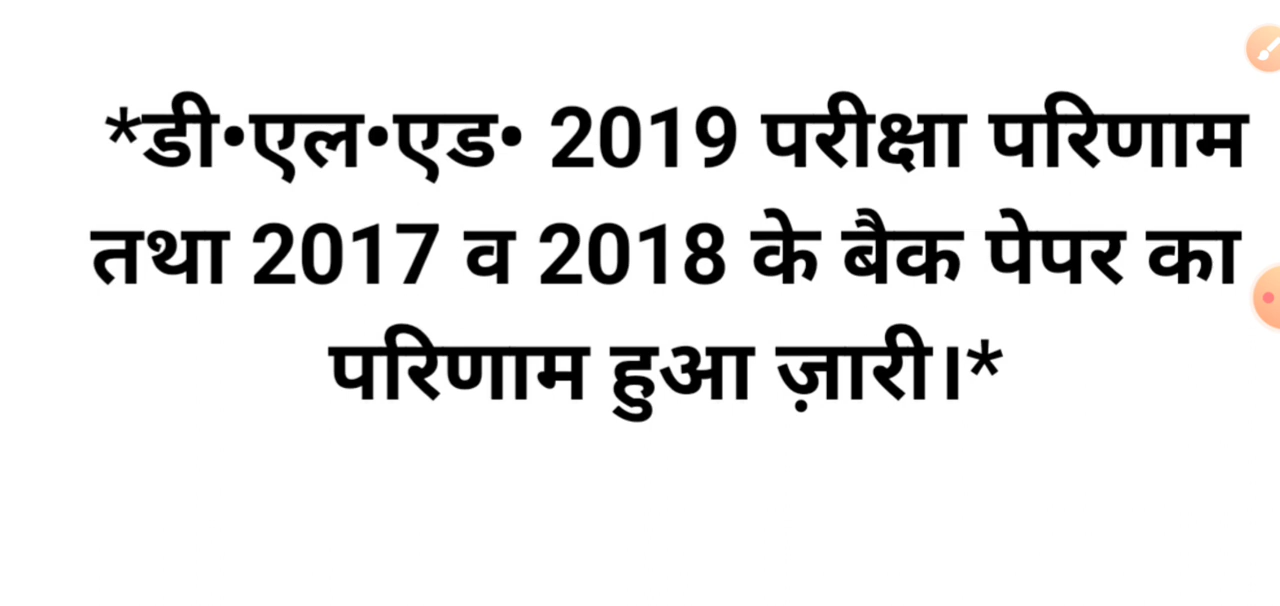 *डी•एल•एड• 2019 परीक्षा परिणाम
तथा 2017 व 2018 के बैक पेपर का
परिणाम हुआ ज़ारी।*